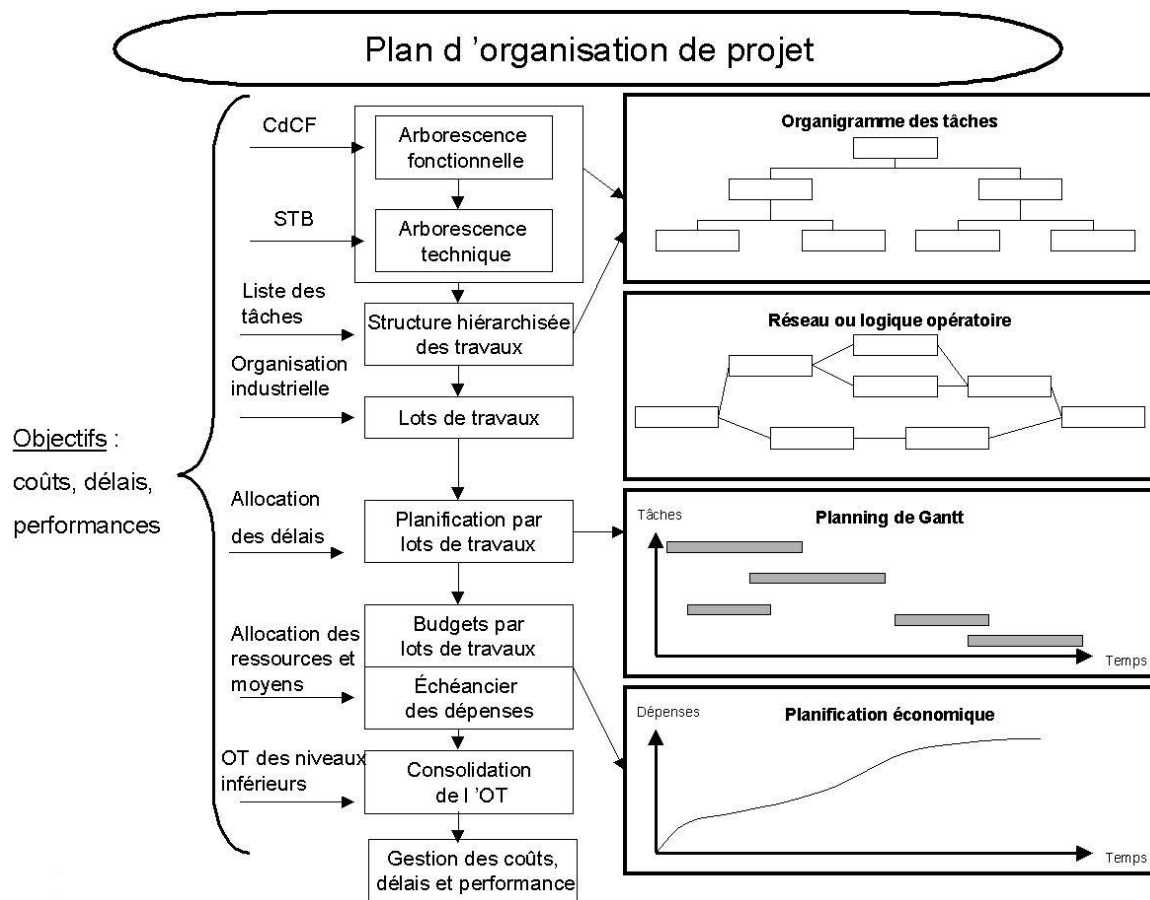 Plan d ’organisation de projet
CdCF
Arborescence
fonctionnelle
STB
Arborescence
technique
Liste des
tâches
Structure hiérarchisée
des travaux
Organisation
industrielle
Lots de travaux
Objectifs :
coûts, délais,
performances
Allocation
des délais
Planification par
lots de travaux
Allocation des
ressources et
moyens
Budgets par
lots de travaux
Échéancier
des dépenses
OT des niveaux
inférieurs
Consolidation
de l ’OT
Gestion des coûts,
délais et performance
Organigramme des tâches
Réseau ou logique opératoire
Tâches
Planning de Gantt
Temps
Dépenses
Planification économique
Temps